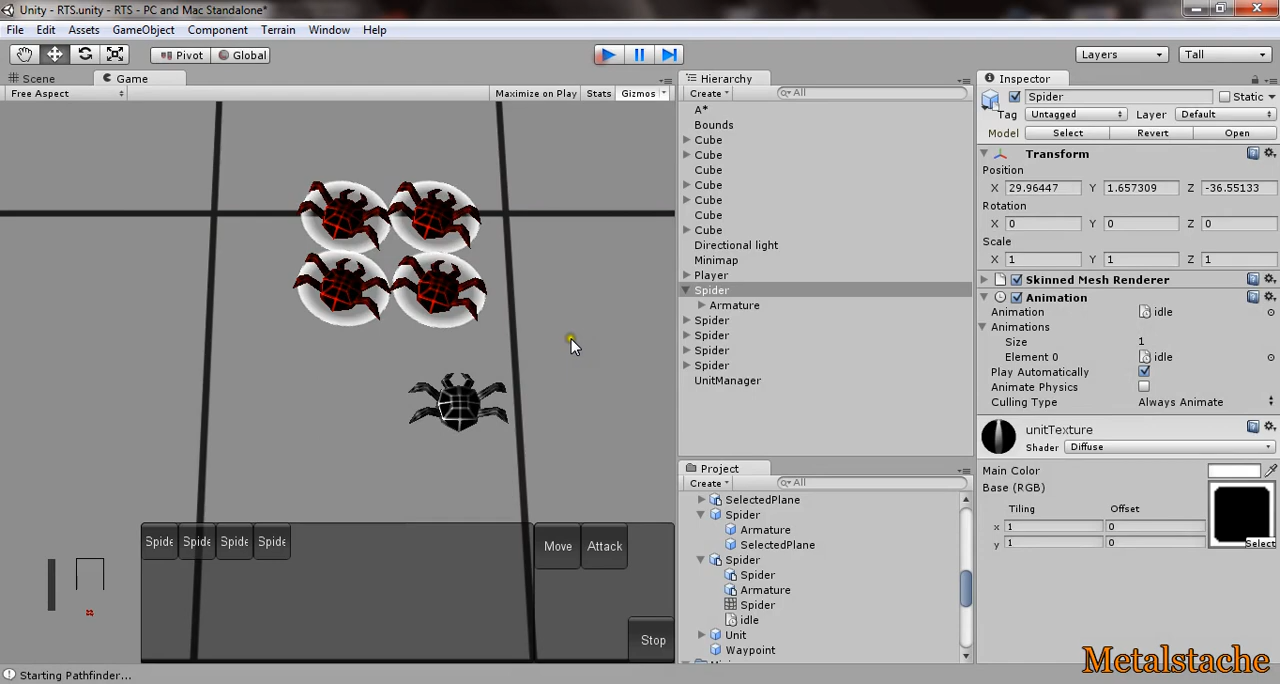 Unity - RTS.unity - RTS - PC and Mac Standalone*
File Edit Assets GameObject Component Terrain Window Help
Pivot Global Layers Tall
Scene Game
Free Aspect Maximize on Play Stats Gizmos
Spide Spide Spide Spide
Move Attack
Stop
Hierarchy
Create All
A*
Bounds
Cube
Cube
Cube
Cube
Cube
Cube
Cube
Directional light
Minimap
Player
Spider
Armature
Spider
Spider
Spider
Spider
UnitManager
Project
Create All
SelectedPlane
Spider
Armature
SelectedPlane
Spider
Spider
Armature
Spider
idle
Unit
Waypoint
Inspector
Spider Static
Tag Untagged Layer Default
Model Select Revert Open
Transform
Position
X 29.96447 Y 1.657309 Z -36.55133
Rotation
X 0 Y 0 Z 0
Scale
X 1 Y 1 Z 1
Skinned Mesh Renderer
Animation
Animation idle
Animations
Size 1
Element 0 idle
Play Automatically
Animate Physics
Culling Type Always Animate
unitTexture
Shader Diffuse
Main Color
Base (RGB)
Tiling Offset
x 1 0
y 1 0
Select
Metalstache
Starting Pathfinder...